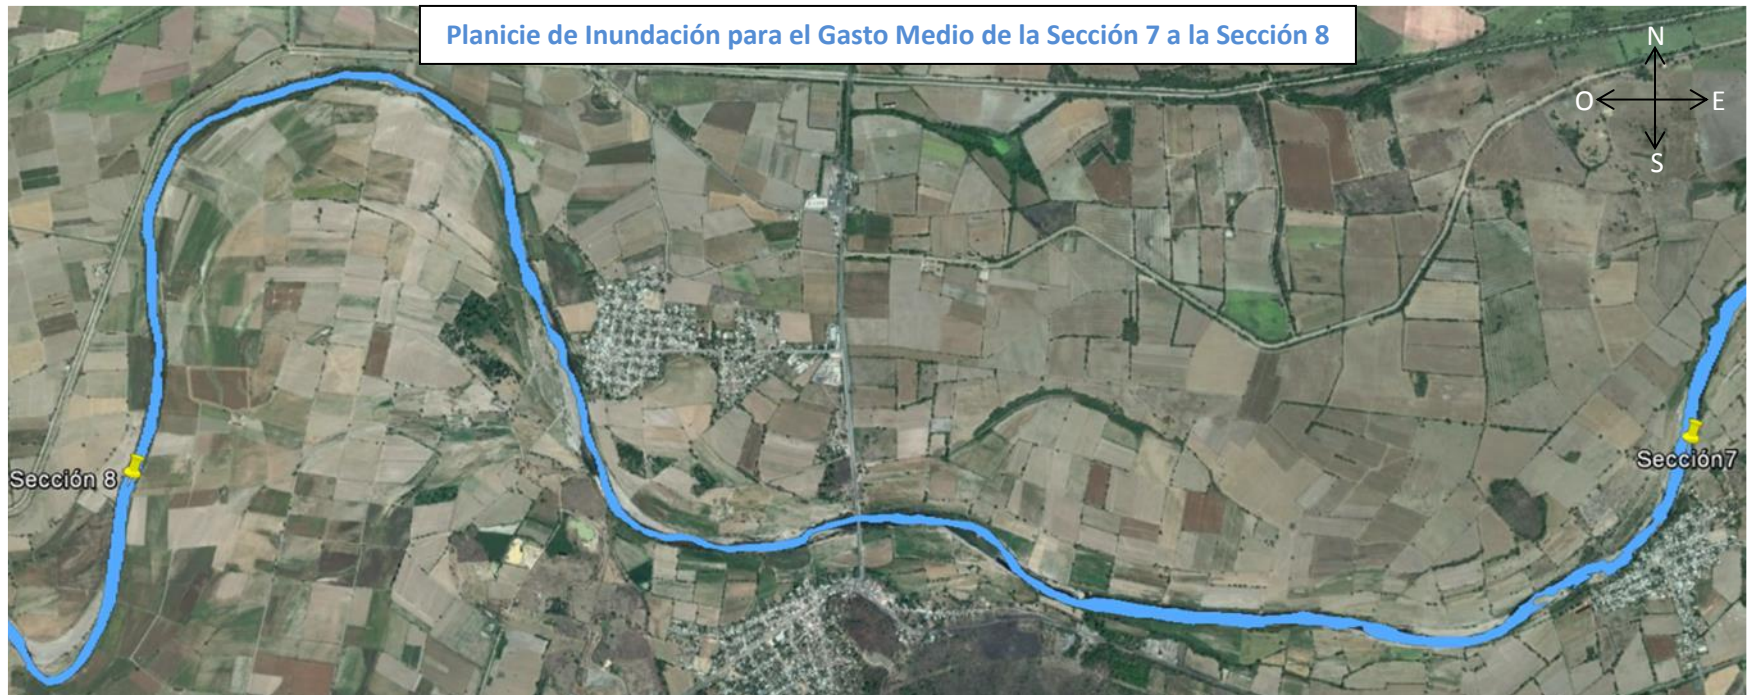 Planicie de Inundación para el Gasto Medio de la Sección 7 a la Sección 8
N
O E
S
Sección7
Sección 8